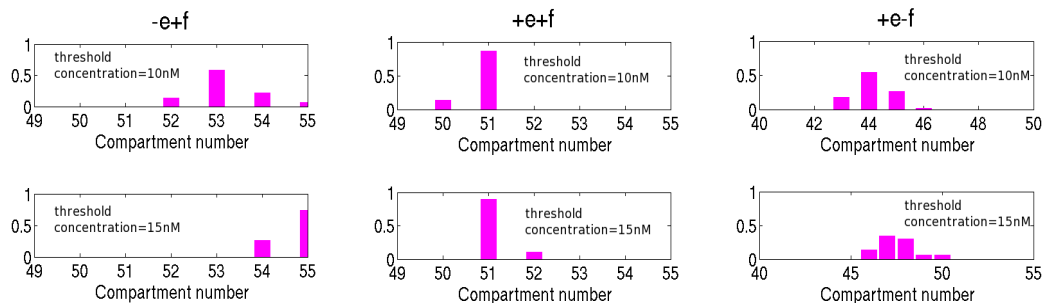 -e+f
+e+f
+e-f
1
0.5
0
threshold
concentration=10nM
49 50 51 52 53 54 55
Compartment number
1
0.5
0
threshold
concentration=10nM
49 50 51 52 53 54 55
Compartment number
1
0.5
0
threshold
concentration=10nM
40 42 44 46 48 50
Compartment number
1
0.5
0
threshold
concentration=15nM
49 50 51 52 53 54 55
Compartment number
1
0.5
0
threshold
concentration=15nM
49 50 51 52 53 54 55
Compartment number
1
0.5
0
threshold
concentration=15nM
40 45 50 55
Compartment number